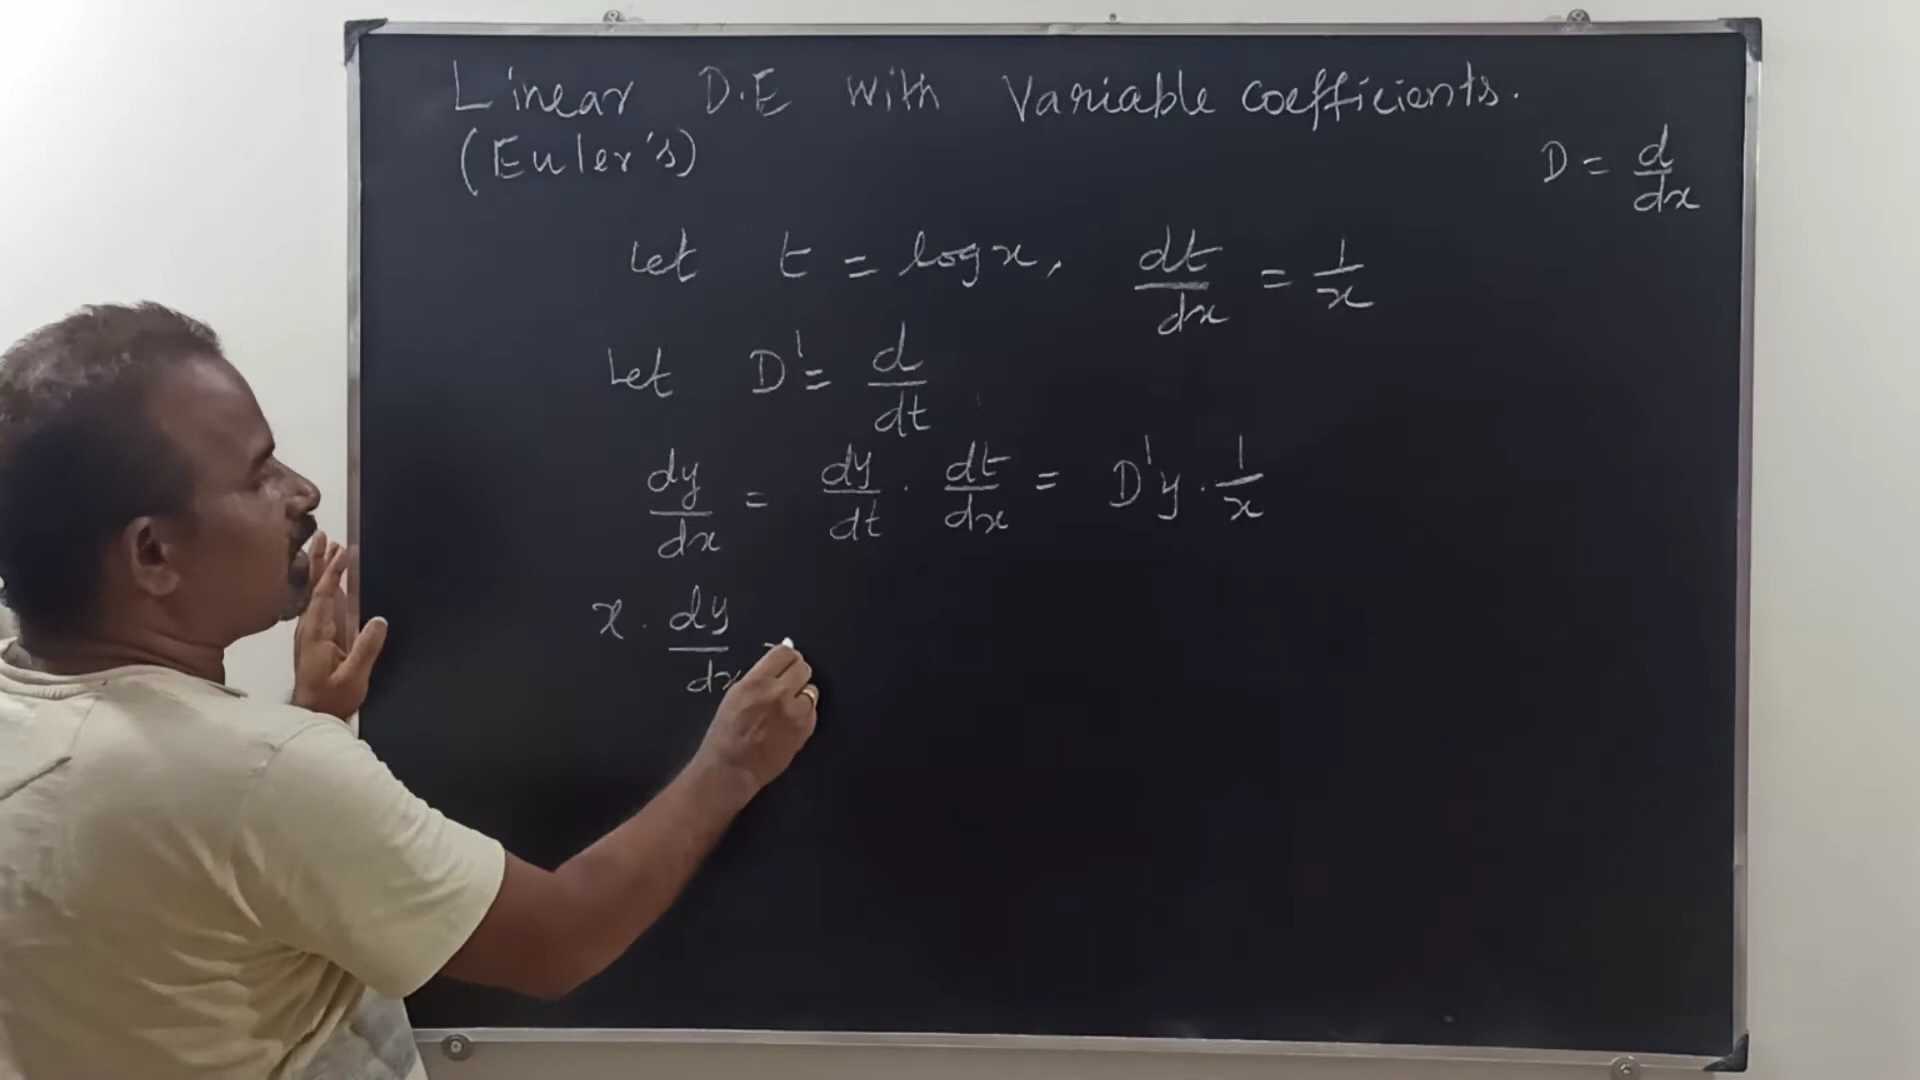 Linear D.E with Variable coefficients.
(Euler's)
D = d/dx
Let t = log x, dt/dx = 1/x
Let D' = d/dt
dy/dx = dy/dt . dt/dx = D'y . 1/x
x . dy/dx =